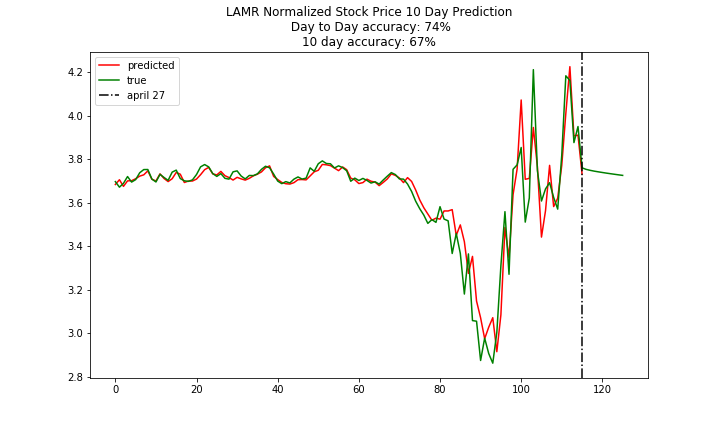 LAMR Normalized Stock Price 10 Day Prediction
Day to Day accuracy: 74%
10 day accuracy: 67%
predicted
true
april 27
4.2
4.0
3.8
3.6
3.4
3.2
3.0
2.8
0 20 40 60 80 100 120